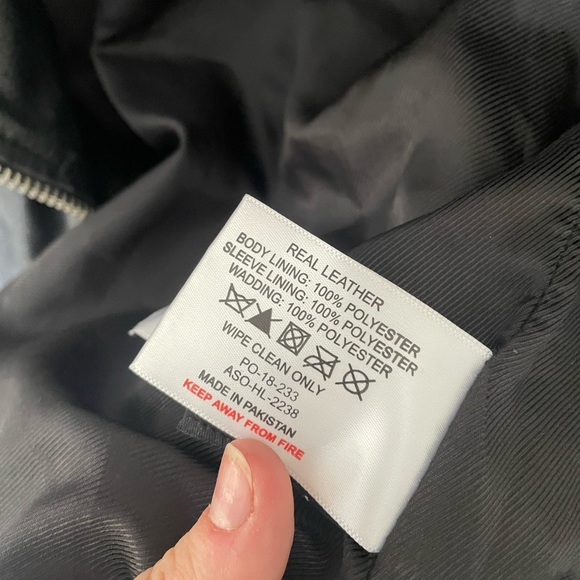 REAL LEATHER
BODY LINING: 100% POLYESTER
SLEEVE LINING: 100% POLYESTER
WADDING: 100% POLYESTER
WIPE CLEAN ONLY
PO-18-233
ASO-HL-2238
MADE IN PAKISTAN
KEEP AWAY FROM FIRE